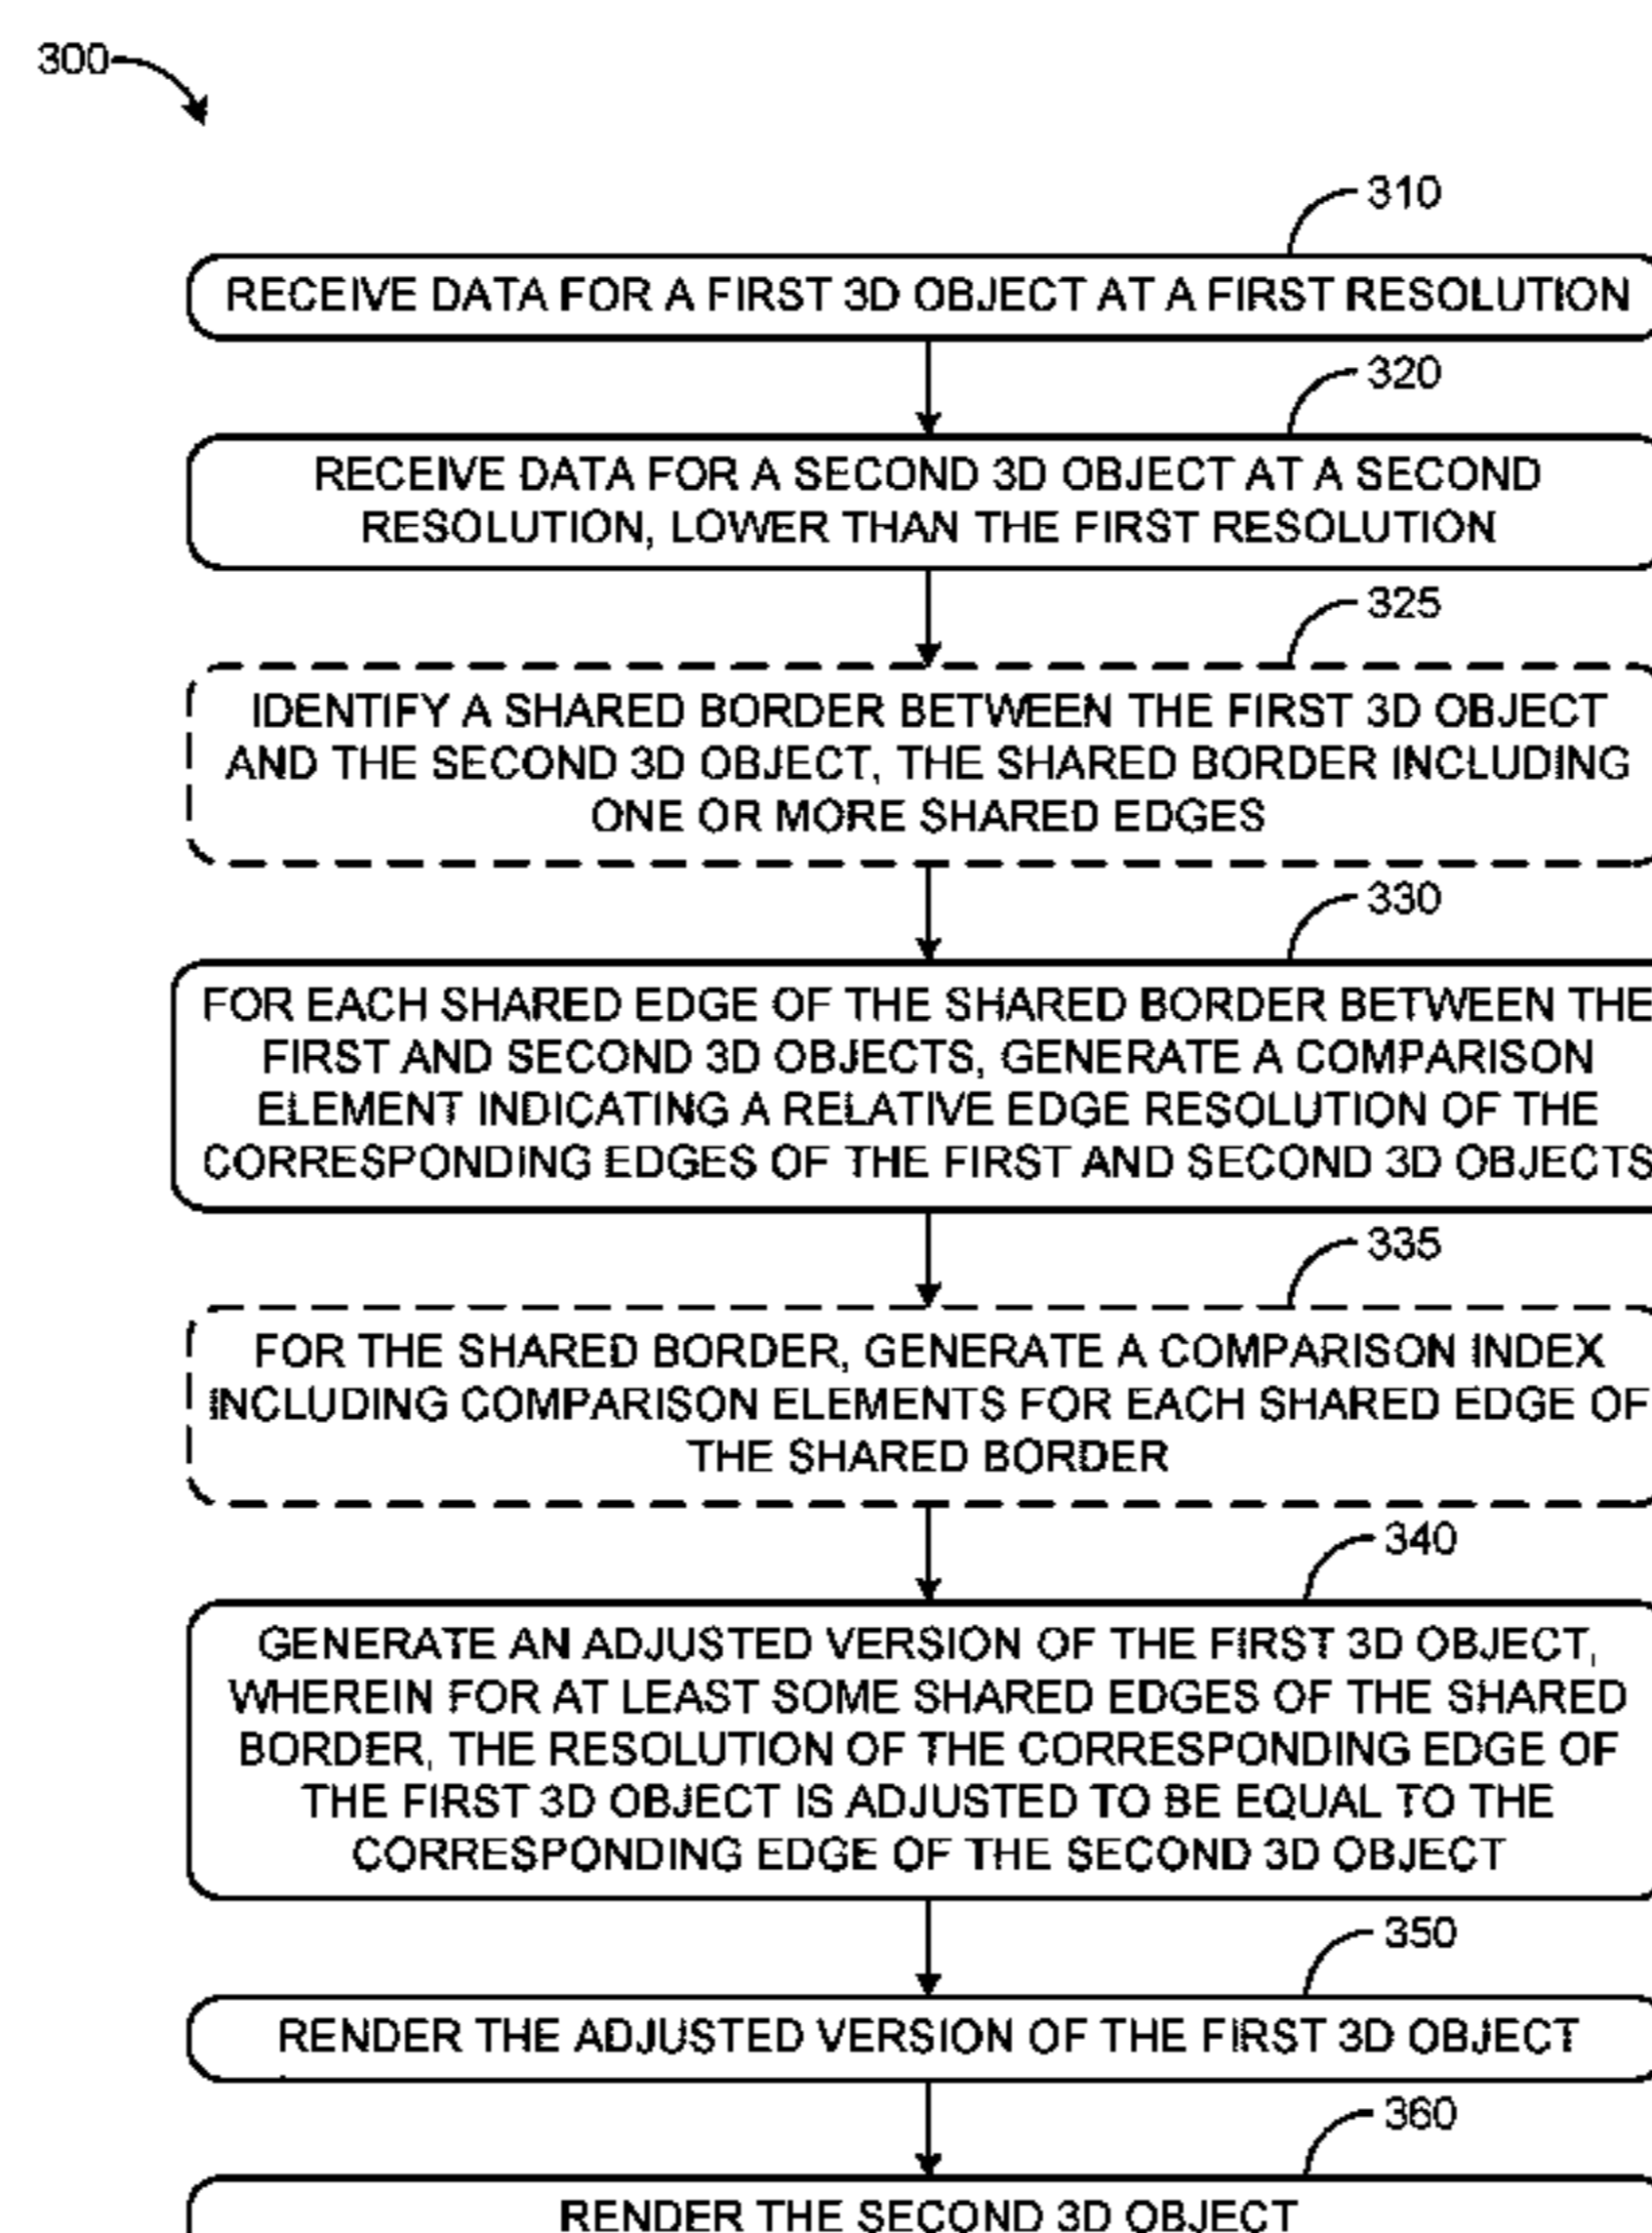 300
310
RECEIVE DATA FOR A FIRST 3D OBJECT AT A FIRST RESOLUTION
320
RECEIVE DATA FOR A SECOND 3D OBJECT AT A SECOND
RESOLUTION, LOWER THAN THE FIRST RESOLUTION
325
IDENTIFY A SHARED BORDER BETWEEN THE FIRST 3D OBJECT
AND THE SECOND 3D OBJECT, THE SHARED BORDER INCLUDING
ONE OR MORE SHARED EDGES
330
FOR EACH SHARED EDGE OF THE SHARED BORDER BETWEEN THE
FIRST AND SECOND 3D OBJECTS, GENERATE A COMPARISON
ELEMENT INDICATING A RELATIVE EDGE RESOLUTION OF THE
CORRESPONDING EDGES OF THE FIRST AND SECOND 3D OBJECTS
335
FOR THE SHARED BORDER, GENERATE A COMPARISON INDEX
INCLUDING COMPARISON ELEMENTS FOR EACH SHARED EDGE OF
THE SHARED BORDER
340
GENERATE AN ADJUSTED VERSION OF THE FIRST 3D OBJECT,
WHEREIN FOR AT LEAST SOME SHARED EDGES OF THE SHARED
BORDER, THE RESOLUTION OF THE CORRESPONDING EDGE OF
THE FIRST 3D OBJECT IS ADJUSTED TO BE EQUAL TO THE
CORRESPONDING EDGE OF THE SECOND 3D OBJECT
350
RENDER THE ADJUSTED VERSION OF THE FIRST 3D OBJECT
360
RENDER THE SECOND 3D OBJECT